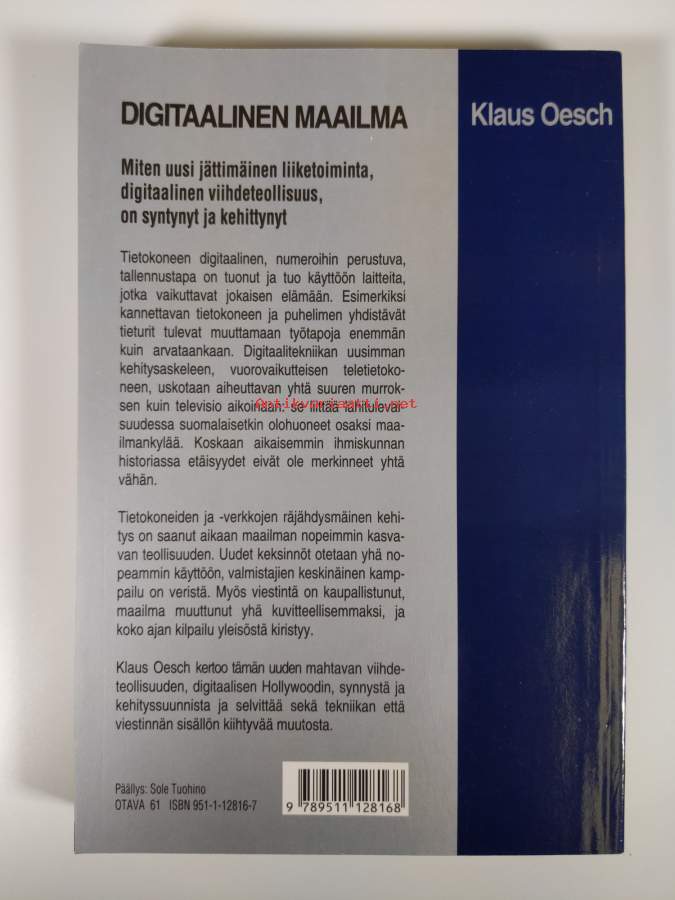 DIGITAALINEN MAAILMA
Klaus Oesch
Miten uusi jättimäinen liiketoiminta,
digitaalinen viihdeteollisuus,
on syntynyt ja kehittynyt
Tietokoneen digitaalinen, numeroihin perustuva,
tallennustapa on tuonut ja tuo käyttöön laitteita,
jotka vaikuttavat jokaisen elämään. Esimerkiksi
kannettavan tietokoneen ja puhelimen yhdistävät
tieturit tulevat muuttamaan työtapoja enemmän
kuin arvataankaan. Digitaalitekniikan uusimman
kehitysaskeleen, vuorovaikutteisen teletietoko-
neen, uskotaan aiheuttavan yhtä suuren murrok-
sen kuin televisio aikoinaan: se liittää lähitulevai-
Antikvariaatti.net
suudessa suomalaisetkin olohuoneet osaksi maa-
ilmankylää. Koskaan aikaisemmin ihmiskunnan
historiassa etäisyydet eivät ole merkinneet yhtä
vähän.
Tietokoneiden ja -verkkojen räjähdysmäinen kehi-
tys on saanut aikaan maailman nopeimmin kasva-
van teollisuuden. Uudet keksinnöt otetaan yhä no-
peammin käyttöön, valmistajien keskinäinen kamp-
pailu on veristä. Myös viestintä on kaupallistunut,
maailma muuttunut yhä kuvitteellisemmaksi, ja
koko ajan kilpailu yleisöstä kiristyy.
Klaus Oesch kertoo tämän uuden mahtavan viihde-
teollisuuden, digitaalisen Hollywoodin, synnystä ja
kehityssuunnista ja selvittää sekä tekniikan että
viestinnän sisällön kiihtyvää muutosta.
Päällys: Sole Tuohino
OTAVA 61 ISBN 951-1-12816-7
9 789511 128168